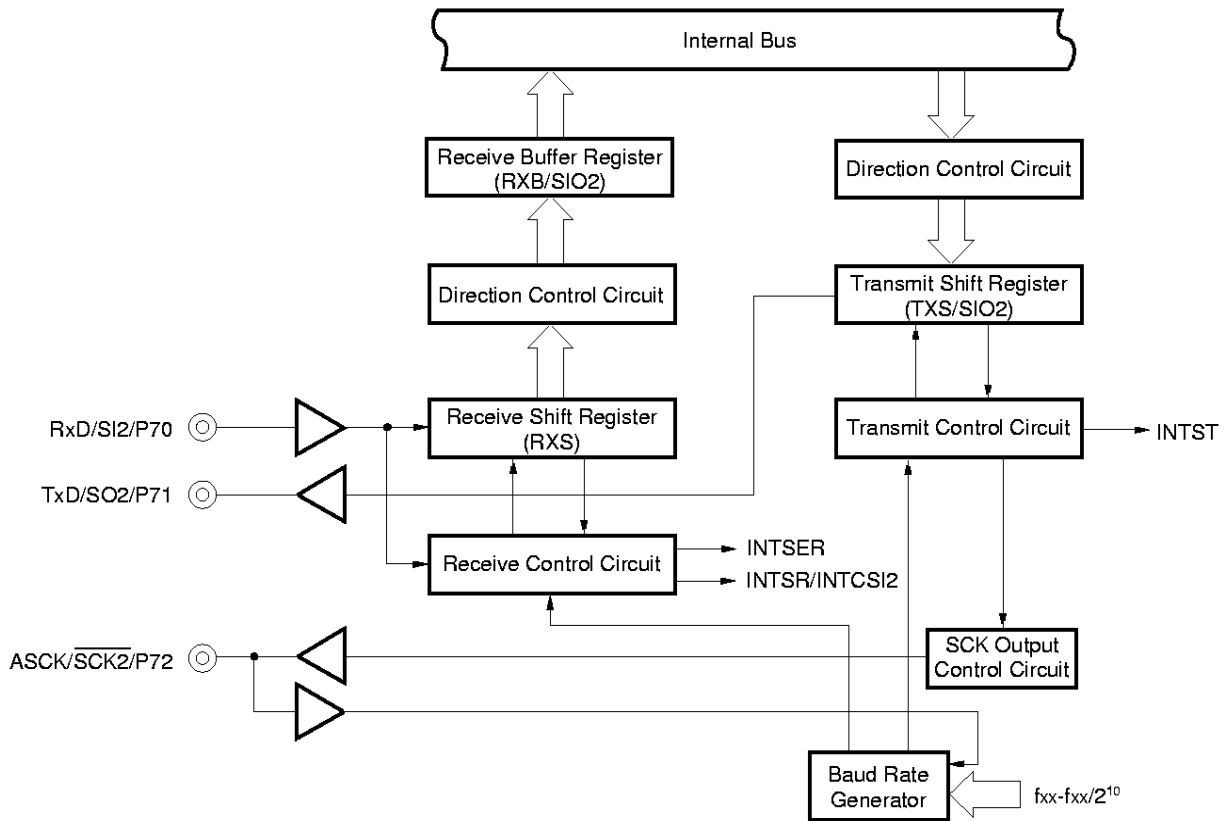 Internal Bus
Receive Buffer Register
(RXB/SIO2)
Direction Control Circuit
Direction Control Circuit
Transmit Shift Register
(TXS/SIO2)
RxD/SI2/P70
Receive Shift Register
(RXS)
Transmit Control Circuit
INTST
TxD/SO2/P71
Receive Control Circuit
INTSER
INTSR/INTCSI2
ASCK/SCK2/P72
SCK Output
Control Circuit
Baud Rate
Generator
fxx-fxx/2¹⁰